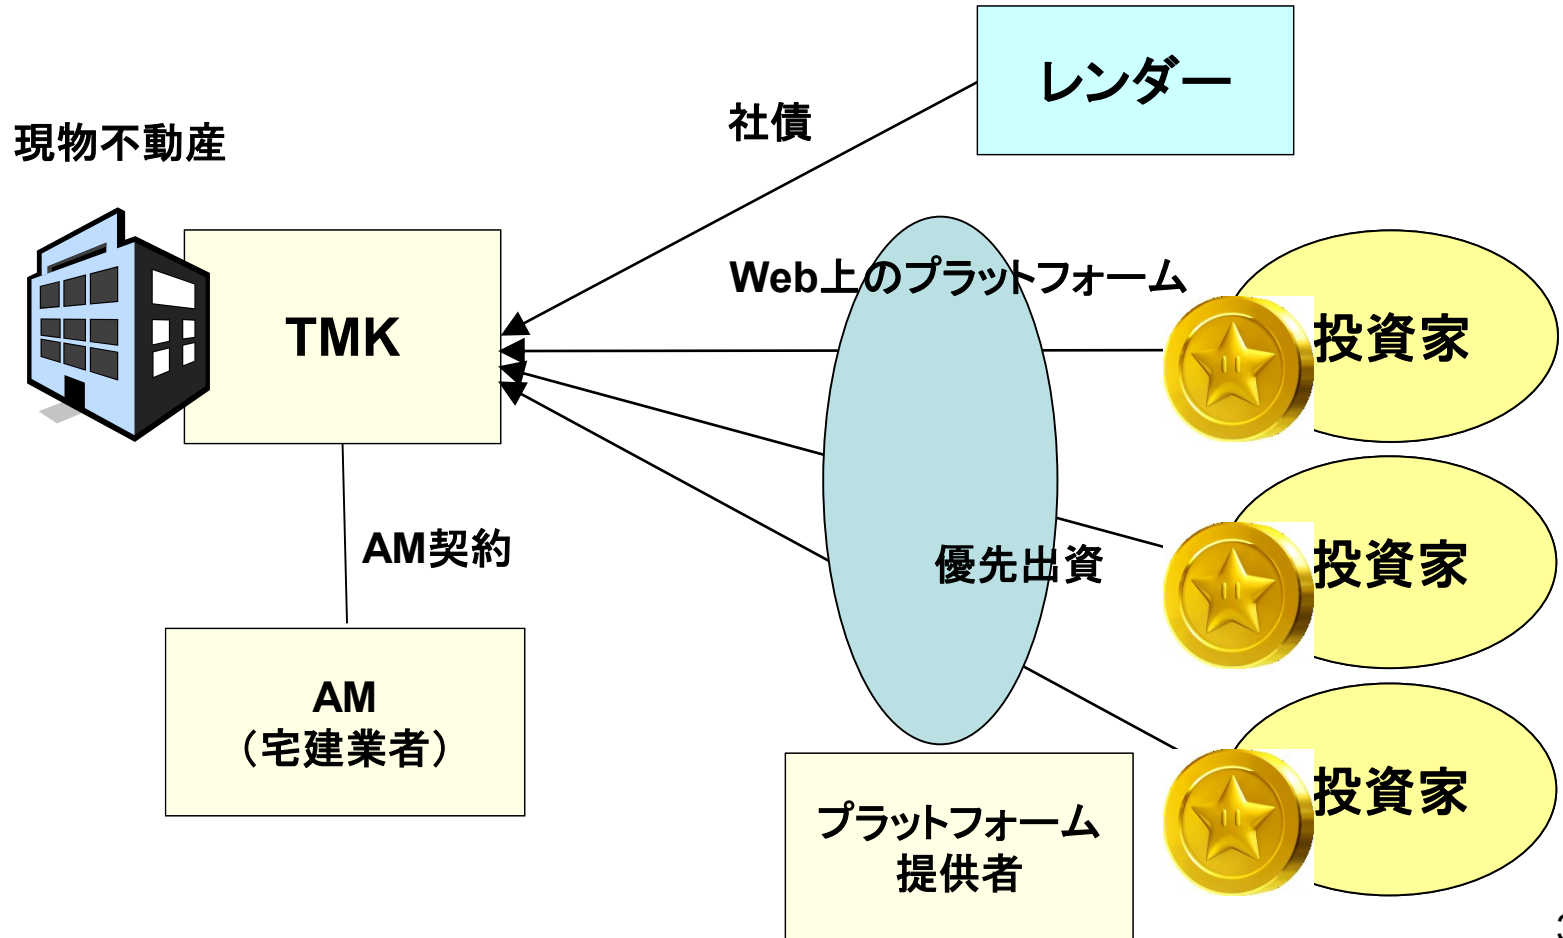 レンダー
社債
現物不動産
Web上のプラットフォーム
TMK
投資家
AM契約
優先出資
投資家
AM
（宅建業者）
投資家
プラットフォーム
提供者